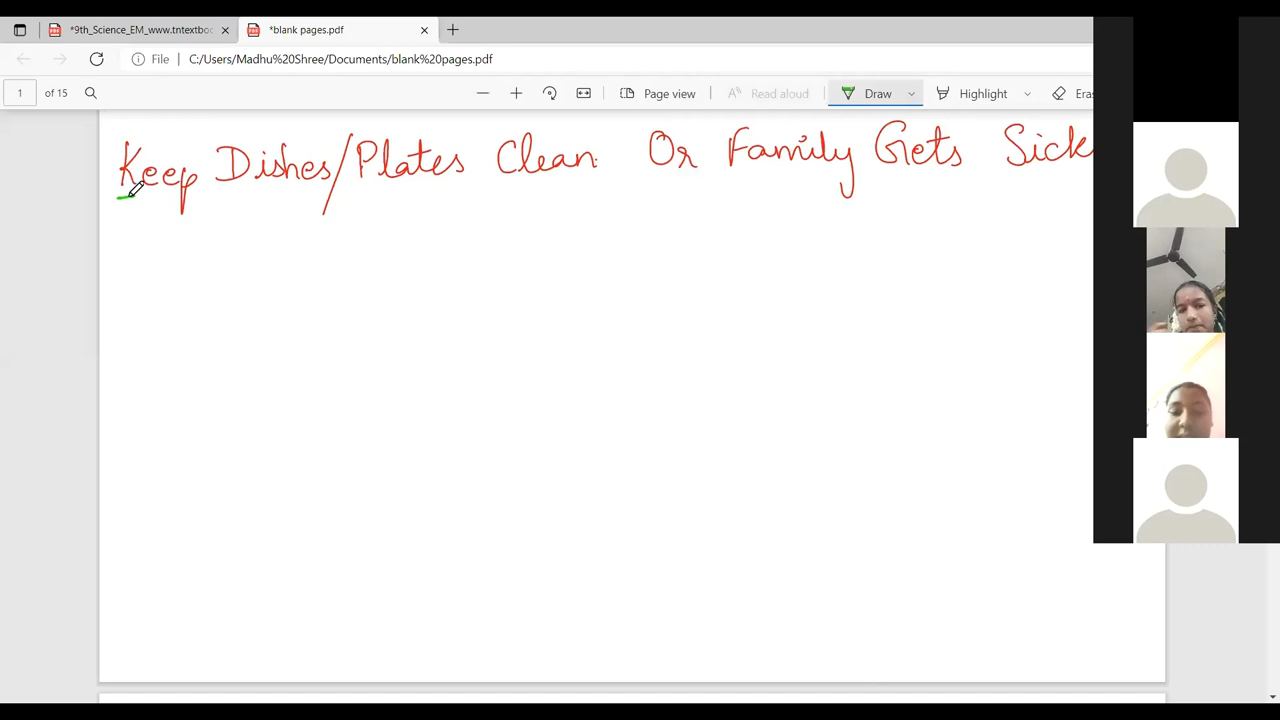 *9th_Science_EM_www.tntextboo
*blank pages.pdf
File
C:/Users/Madhu%20Shree/Documents/blank%20pages.pdf
1 of 15
Page view
Read aloud
Draw
Highlight
Eras
Keep Dishes/Plates Clean Or Family Gets Sick